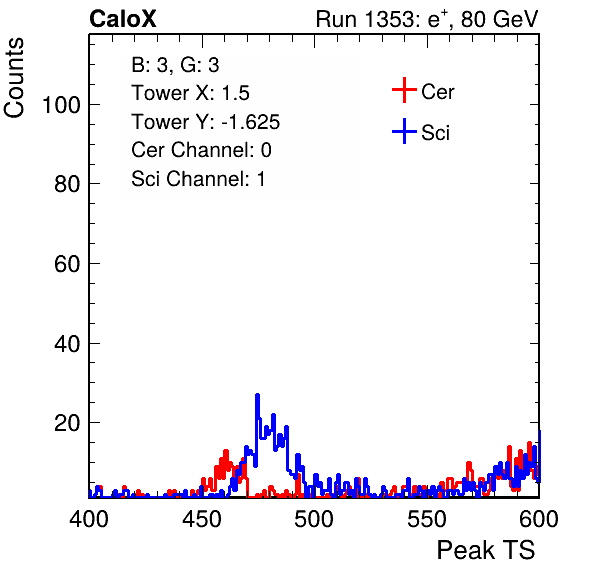 CaloX Run 1353: e⁺, 80 GeV
Counts
B: 3, G: 3
Tower X: 1.5
Tower Y: -1.625
Cer Channel: 0
Sci Channel: 1
Cer
Sci
100
80
60
40
20
400 450 500 550 600
Peak TS